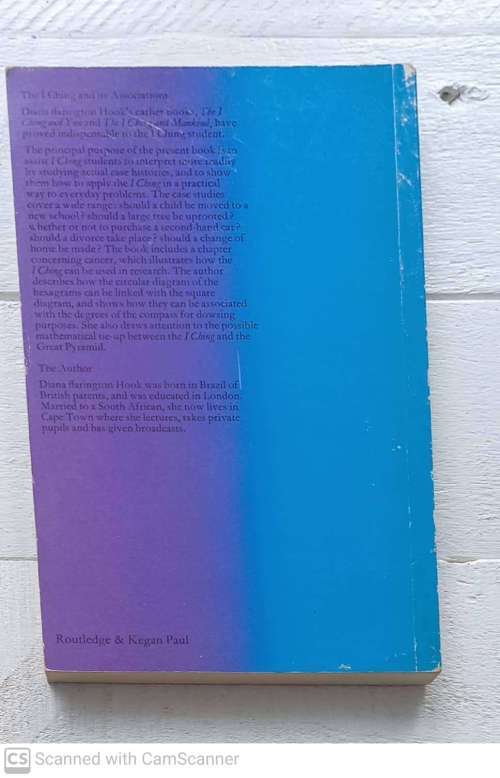 The I Ching and its Associations
Diana ffarington Hook's earlier books, The I
Ching and You and The I Ching and Mankind, have
proved indispensable to the I Ching student.
The principal purpose of the present book is to
assist I Ching students to interpret more readily
by studying actual case histories, and to show
them how to apply the I Ching in a practical
way to everyday problems. The case studies
cover a wide range: should a child be moved to a
new school? should a large tree be uprooted?
whether or not to purchase a second-hand car?
should a divorce take place? should a change of
home be made? The book includes a chapter
concerning cancer, which illustrates how the
I Ching can be used in research. The author
describes how the circular diagram of the
hexagrams can be linked with the square
diagram, and shows how they can be associated
with the degrees of the compass for dowsing
purposes. She also draws attention to the possible
mathematical tie-up between the I Ching and the
Great Pyramid.
The Author
Diana ffarington Hook was born in Brazil of
British parents, and was educated in London.
Married to a South African, she now lives in
Cape Town where she lectures, takes private
pupils and has given broadcasts.
Routledge & Kegan Paul
CS Scanned with CamScanner